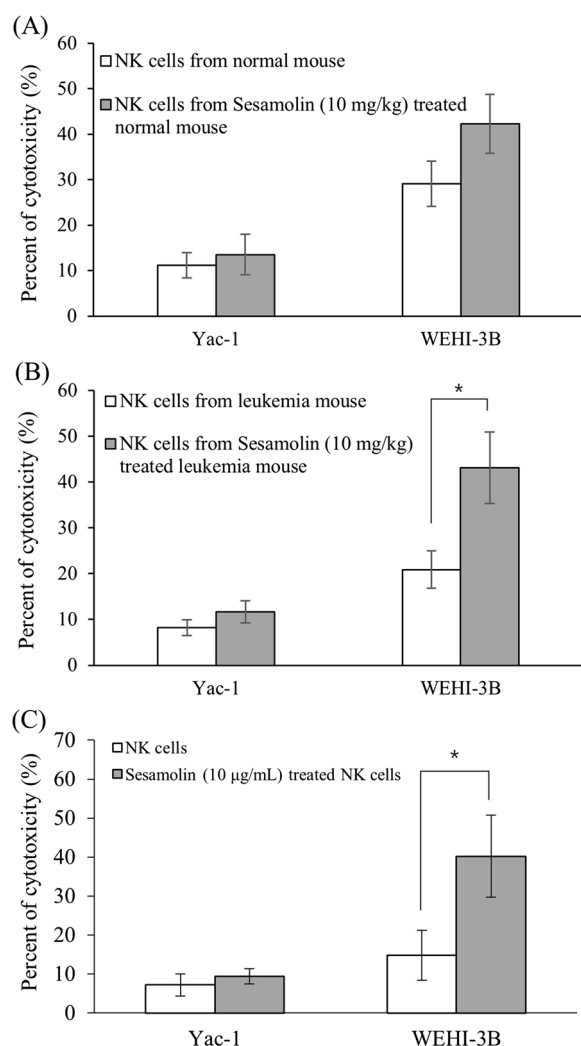 (A)
Percent of cytotoxicity (%)
60
50
40
30
20
10
0
NK cells from normal mouse
NK cells from Sesamolin (10 mg/kg) treated
normal mouse
Yac-1
WEHI-3B
(B)
Percent of cytotoxicity (%)
60
50
40
30
20
10
0
NK cells from leukemia mouse
NK cells from Sesamolin (10 mg/kg)
treated leukemia mouse
*
Yac-1
WEHI-3B
(C)
Percent of cytotoxicity (%)
70
60
50
40
30
20
10
0
NK cells
Sesamolin (10 μg/mL) treated NK cells
*
Yac-1
WEHI-3B